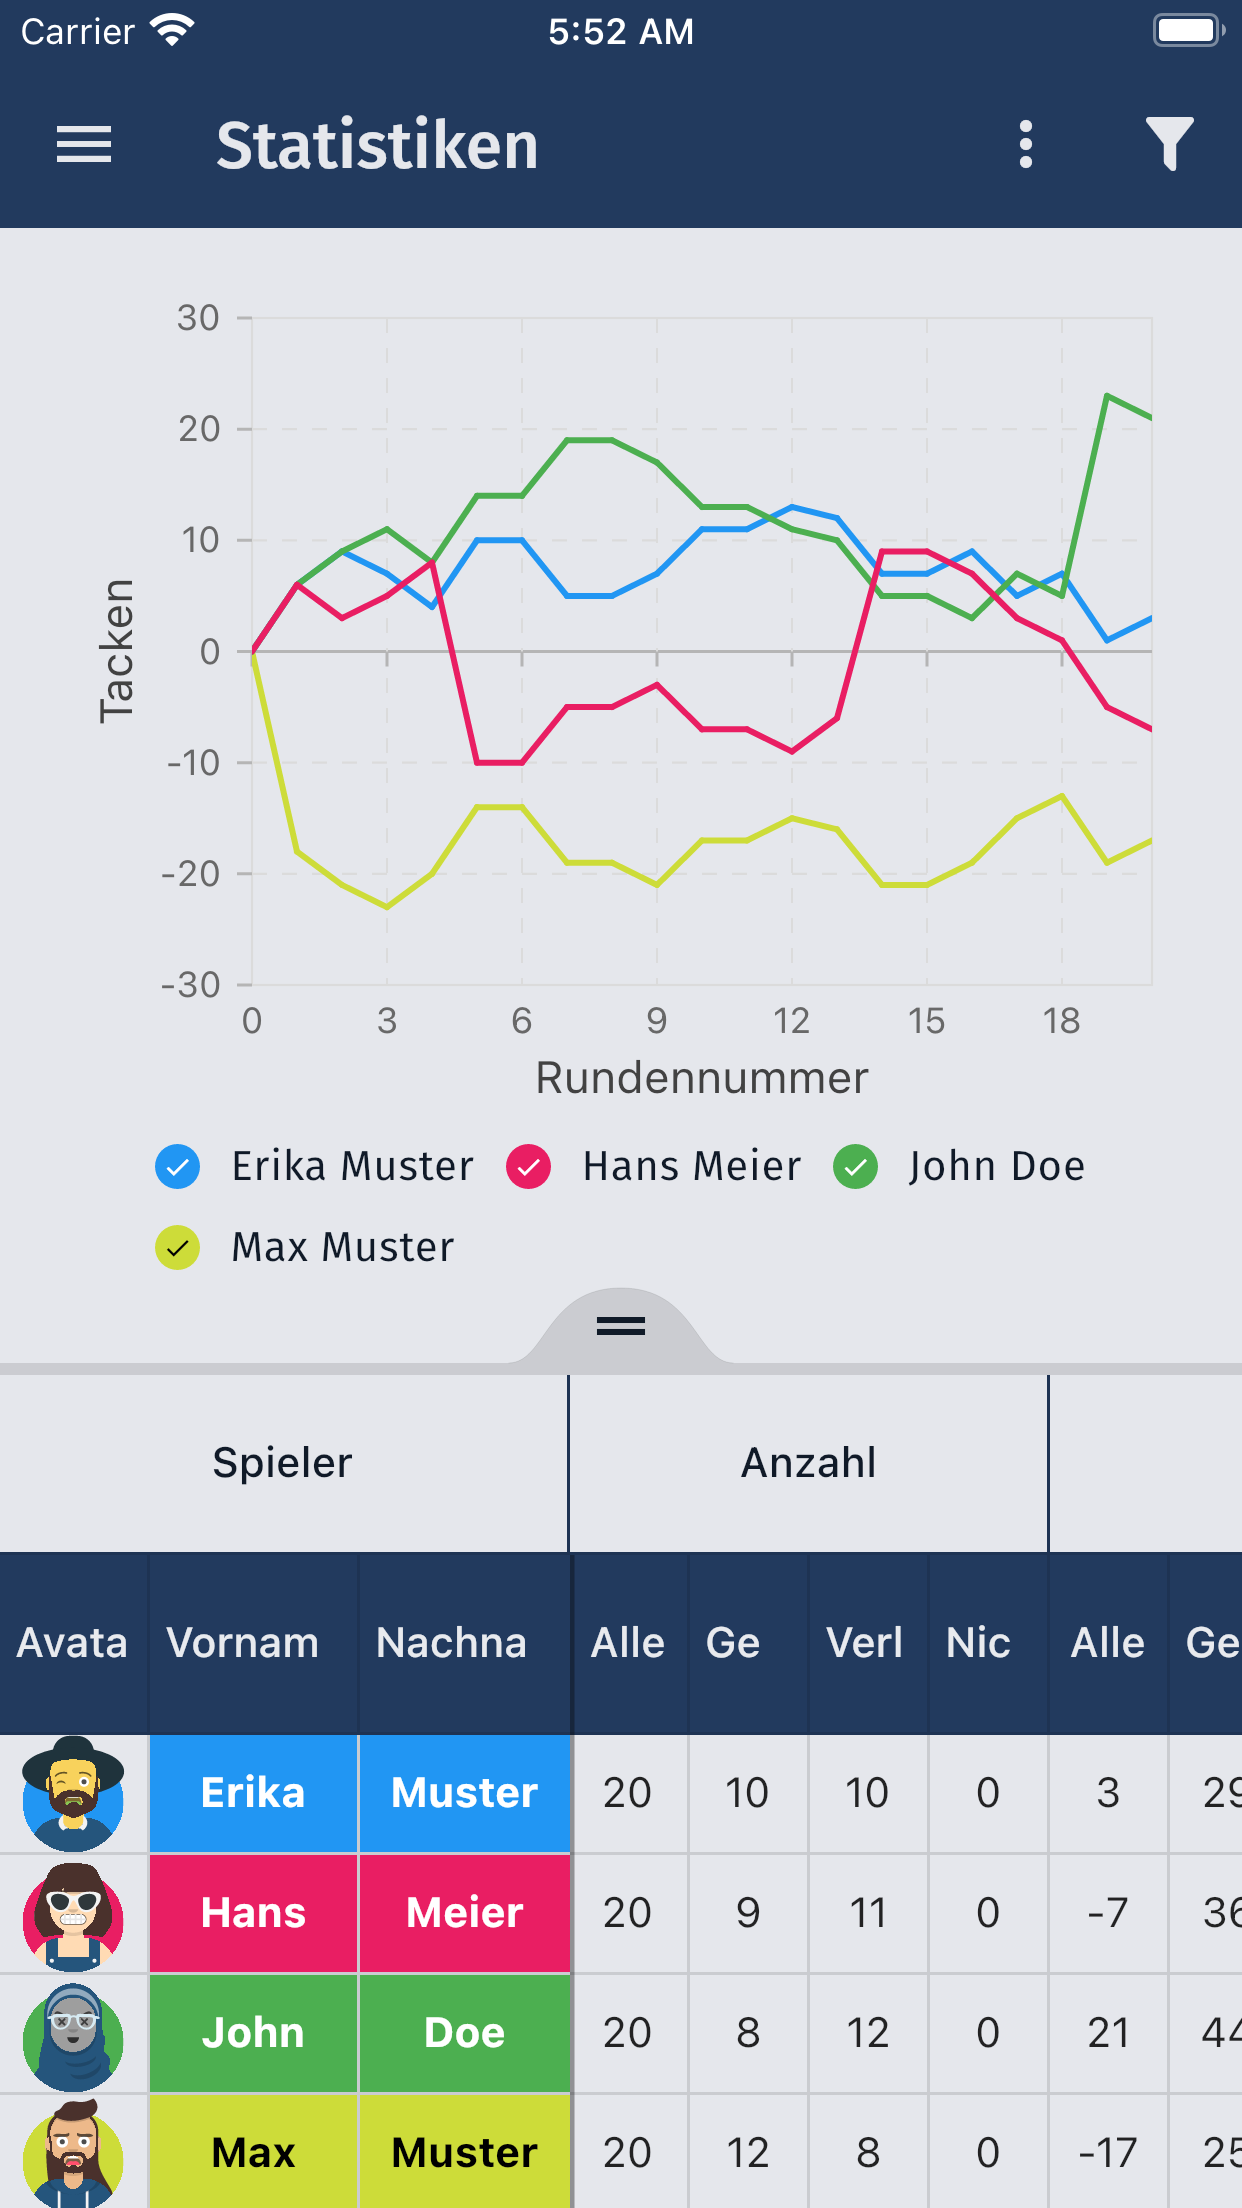 Carrier 5:52 AM
Statistiken
30
20
10
0
-10
-20
-30
Tacken
0 3 6 9 12 15 18
Rundennummer
Erika Muster Hans Meier John Doe
Max Muster
Spieler Anzahl
Avata Vornam Nachna Alle Ge Verl Nic Alle Ge
Erika Muster 20 10 10 0 3 29
Hans Meier 20 9 11 0 -7 36
John Doe 20 8 12 0 21 44
Max Muster 20 12 8 0 -17 25